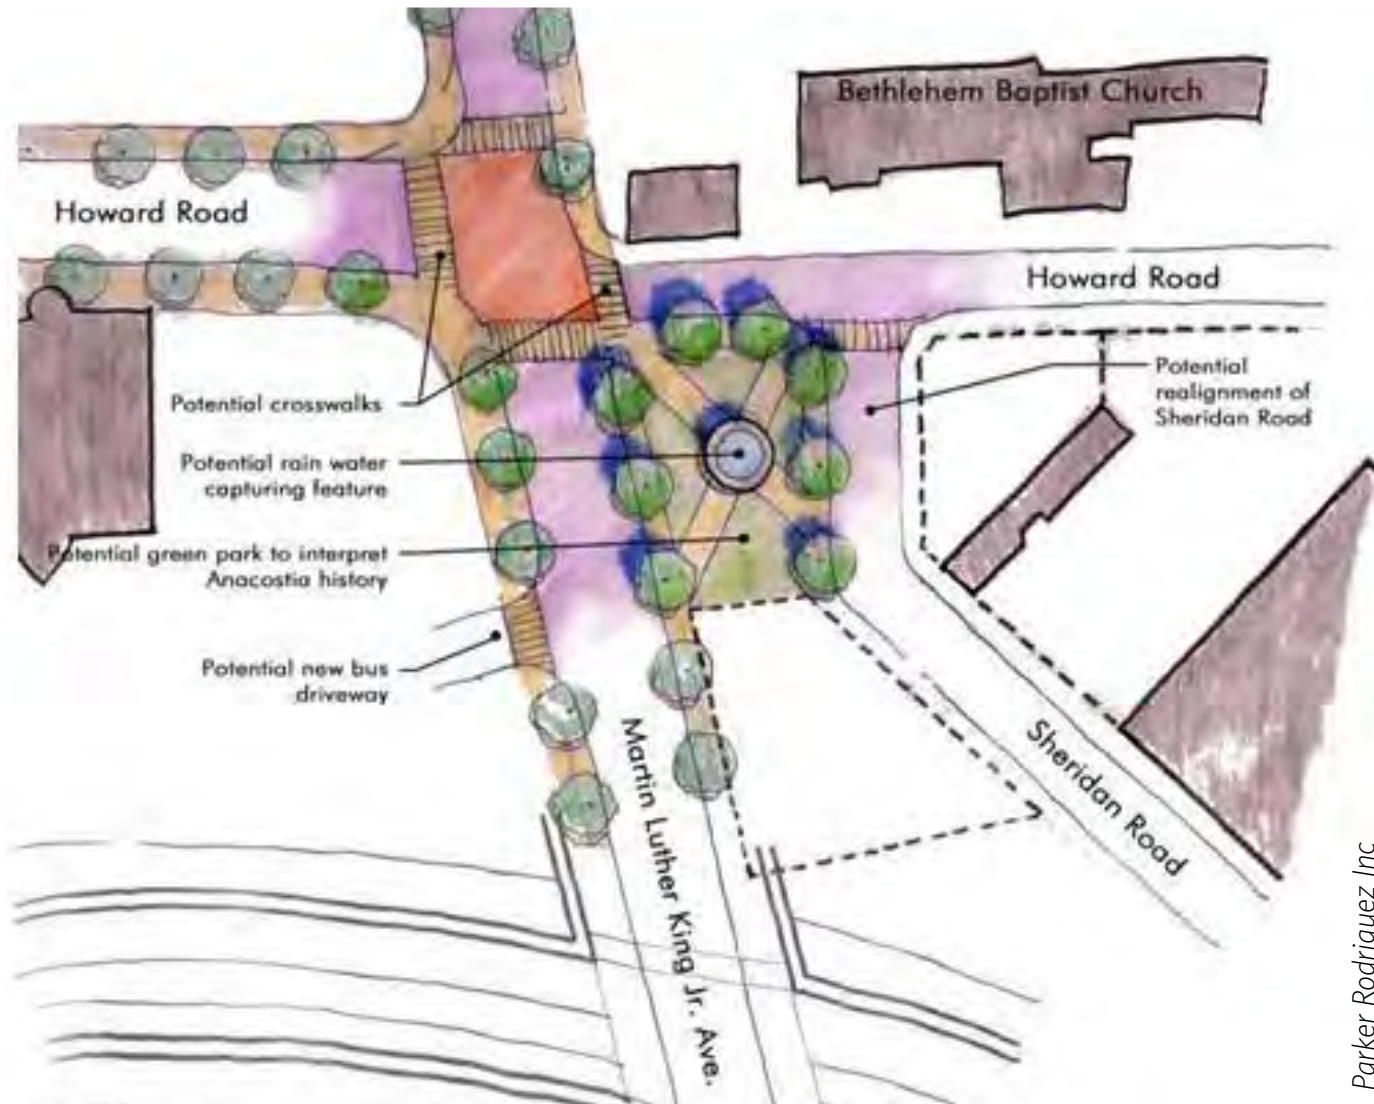 Bethlehem Baptist Church
Howard Road
Howard Road
Potential
realignment of
Sheridan Road
Potential crosswalks
Potential rain water
capturing feature
Potential green park to interpret
Anacostia history
Potential new bus
driveway
Martin Luther King Jr. Ave.
Sheridan Road
Parker Rodriguez Inc